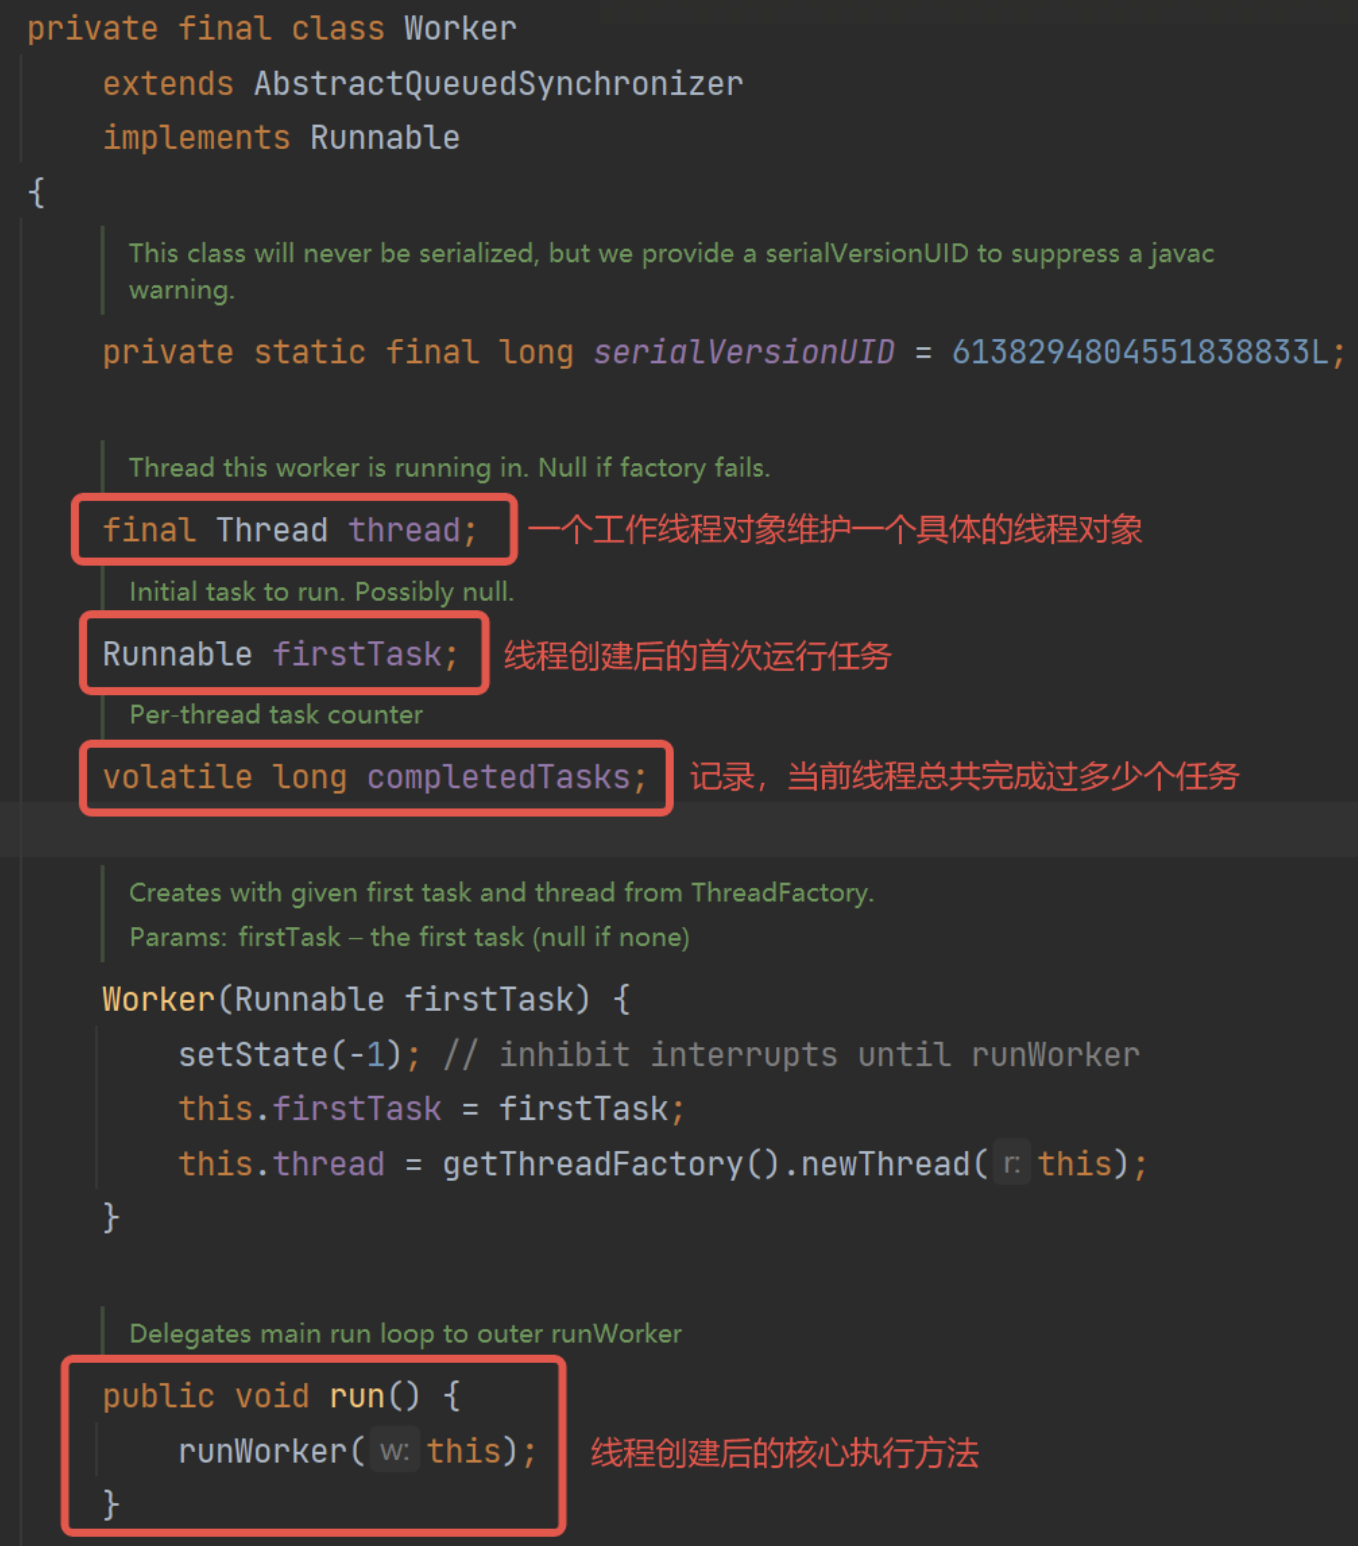 private final class Worker
extends AbstractQueuedSynchronizer
implements Runnable
{
This class will never be serialized, but we provide a serialVersionUID to suppress a javac
warning.
private static final long serialVersionUID = 6138294804551838833L;
Thread this worker is running in. Null if factory fails.
final Thread thread; 一个工作线程对象维护一个具体的线程对象
Initial task to run. Possibly null.
Runnable firstTask; 线程创建后的首次运行任务
Per-thread task counter
volatile long completedTasks; 记录，当前线程总共完成过多少个任务
Creates with given first task and thread from ThreadFactory.
Params: firstTask – the first task (null if none)
Worker(Runnable firstTask) {
setState(-1); // inhibit interrupts until runWorker
this.firstTask = firstTask;
this.thread = getThreadFactory().newThread( r: this);
}
Delegates main run loop to outer runWorker
public void run() {
runWorker( w: this); 线程创建后的核心执行方法
}